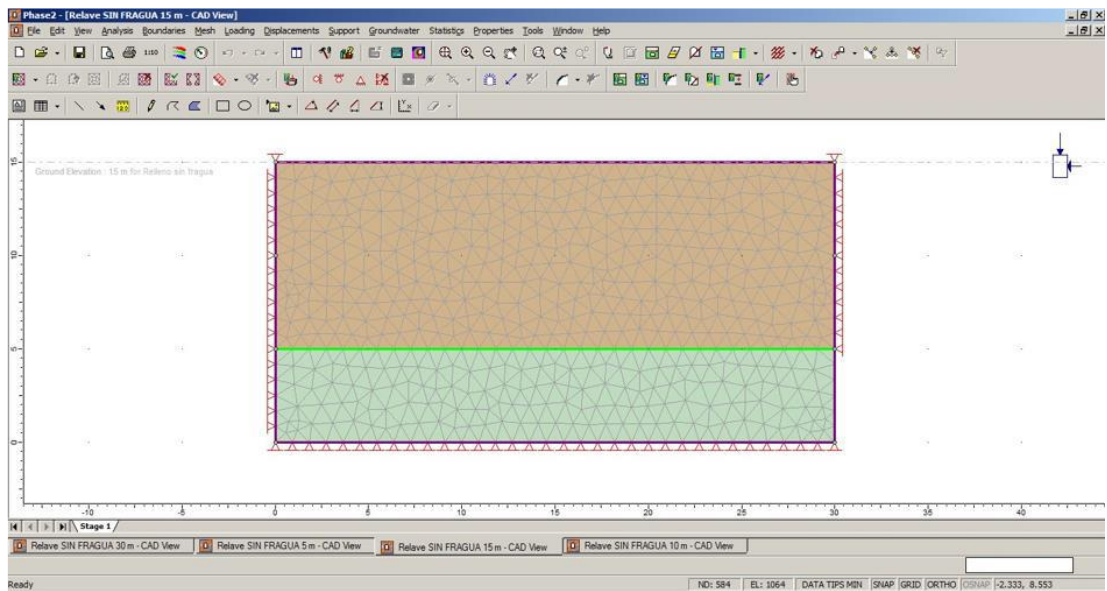 Phase2 - [Relave SIN FRAGUA 15 m - CAD View]
File Edit View Analysis Boundaries Mesh Loading Displacements Support Groundwater Statistics Properties Tools Window Help
1:10
Ground Elevation : 15 m for Relleno sin fragua
15
10
5
0
-10 -5 0 5 10 15 20 25 30 35 40
Stage 1
Relave SIN FRAGUA 30 m - CAD View Relave SIN FRAGUA 5 m - CAD View Relave SIN FRAGUA 15 m - CAD View Relave SIN FRAGUA 10 m - CAD View
Ready ND: 584 EL: 1064 DATA TIPS MIN SNAP GRID ORTHO OSNAP -2.333, 8.553